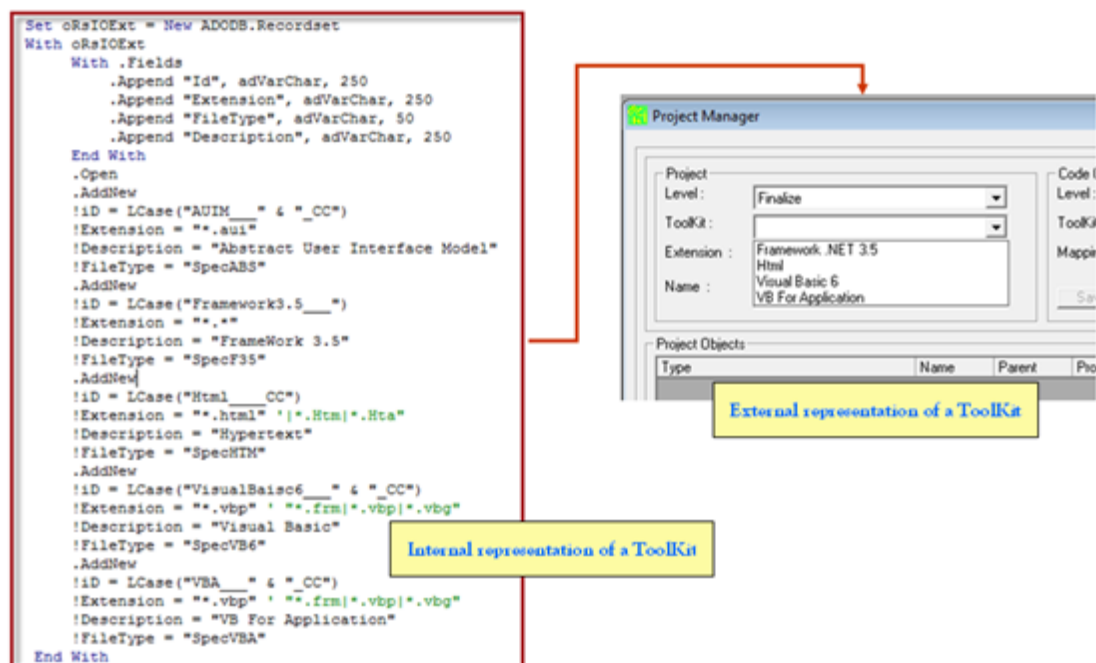 Set oRsIOExt = New ADODB.Recordset
With oRsIOExt
With .Fields
.Append "Id", adVarChar, 250
.Append "Extension", adVarChar, 250
.Append "FileType", adVarChar, 50
.Append "Description", adVarChar, 250
End With
.Open
.AddNew
!iD = LCase("AUIM___" & "_CC")
!Extension = "*.aui"
!Description = "Abstract User Interface Model"
!FileType = "SpecABS"
.AddNew
!iD = LCase("Framework3.5___")
!Extension = "*.*"
!Description = "FrameWork 3.5"
!FileType = "SpecF35"
.AddNew
!iD = LCase("Html____CC")
!Extension = "*.html" '|*.Htm|*.Hta"
!Description = "Hypertext"
!FileType = "SpecHTM"
.AddNew
!iD = LCase("VisualBaisc6___" & "_CC")
!Extension = "*.vbp" ' "*.frm|*.vbp|*.vbg"
!Description = "Visual Basic"
!FileType = "SpecVB6"
.AddNew
!iD = LCase("VBA___" & "_CC")
!Extension = "*.vbp" ' "*.frm|*.vbp|*.vbg"
!Description = "VB For Application"
!FileType = "SpecVBA"
End With
Internal representation of a ToolKit
Project Manager
Project
Level :
Finalize
ToolKit :
Extension :
Framework .NET 3.5
Html
Visual Basic 6
VB For Application
Name :
Code
Level :
Project Objects
Type Name Parent
External representation of a ToolKit